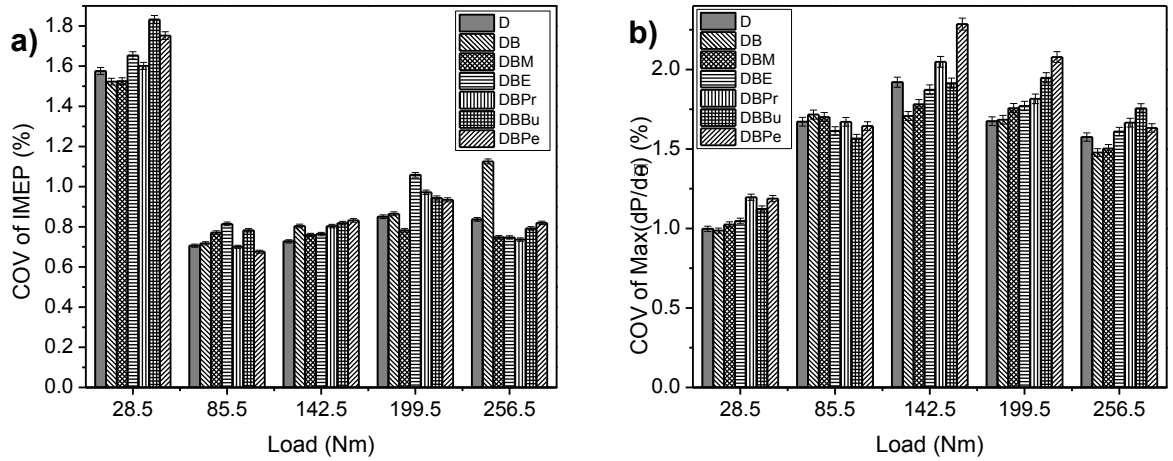 a)
COV of IMEP (%)
1.8
1.6
1.4
1.2
1.0
0.8
0.6
0.4
0.2
0.0
D
DB
DBM
DBE
DBPr
DBBu
DBPe
28.5 85.5 142.5 199.5 256.5
Load (Nm)
b)
COV of Max(dP/dα) (%)
2.0
1.5
1.0
0.5
0.0
D
DB
DBM
DBE
DBPr
DBBu
DBPe
28.5 85.5 142.5 199.5 256.5
Load (Nm)